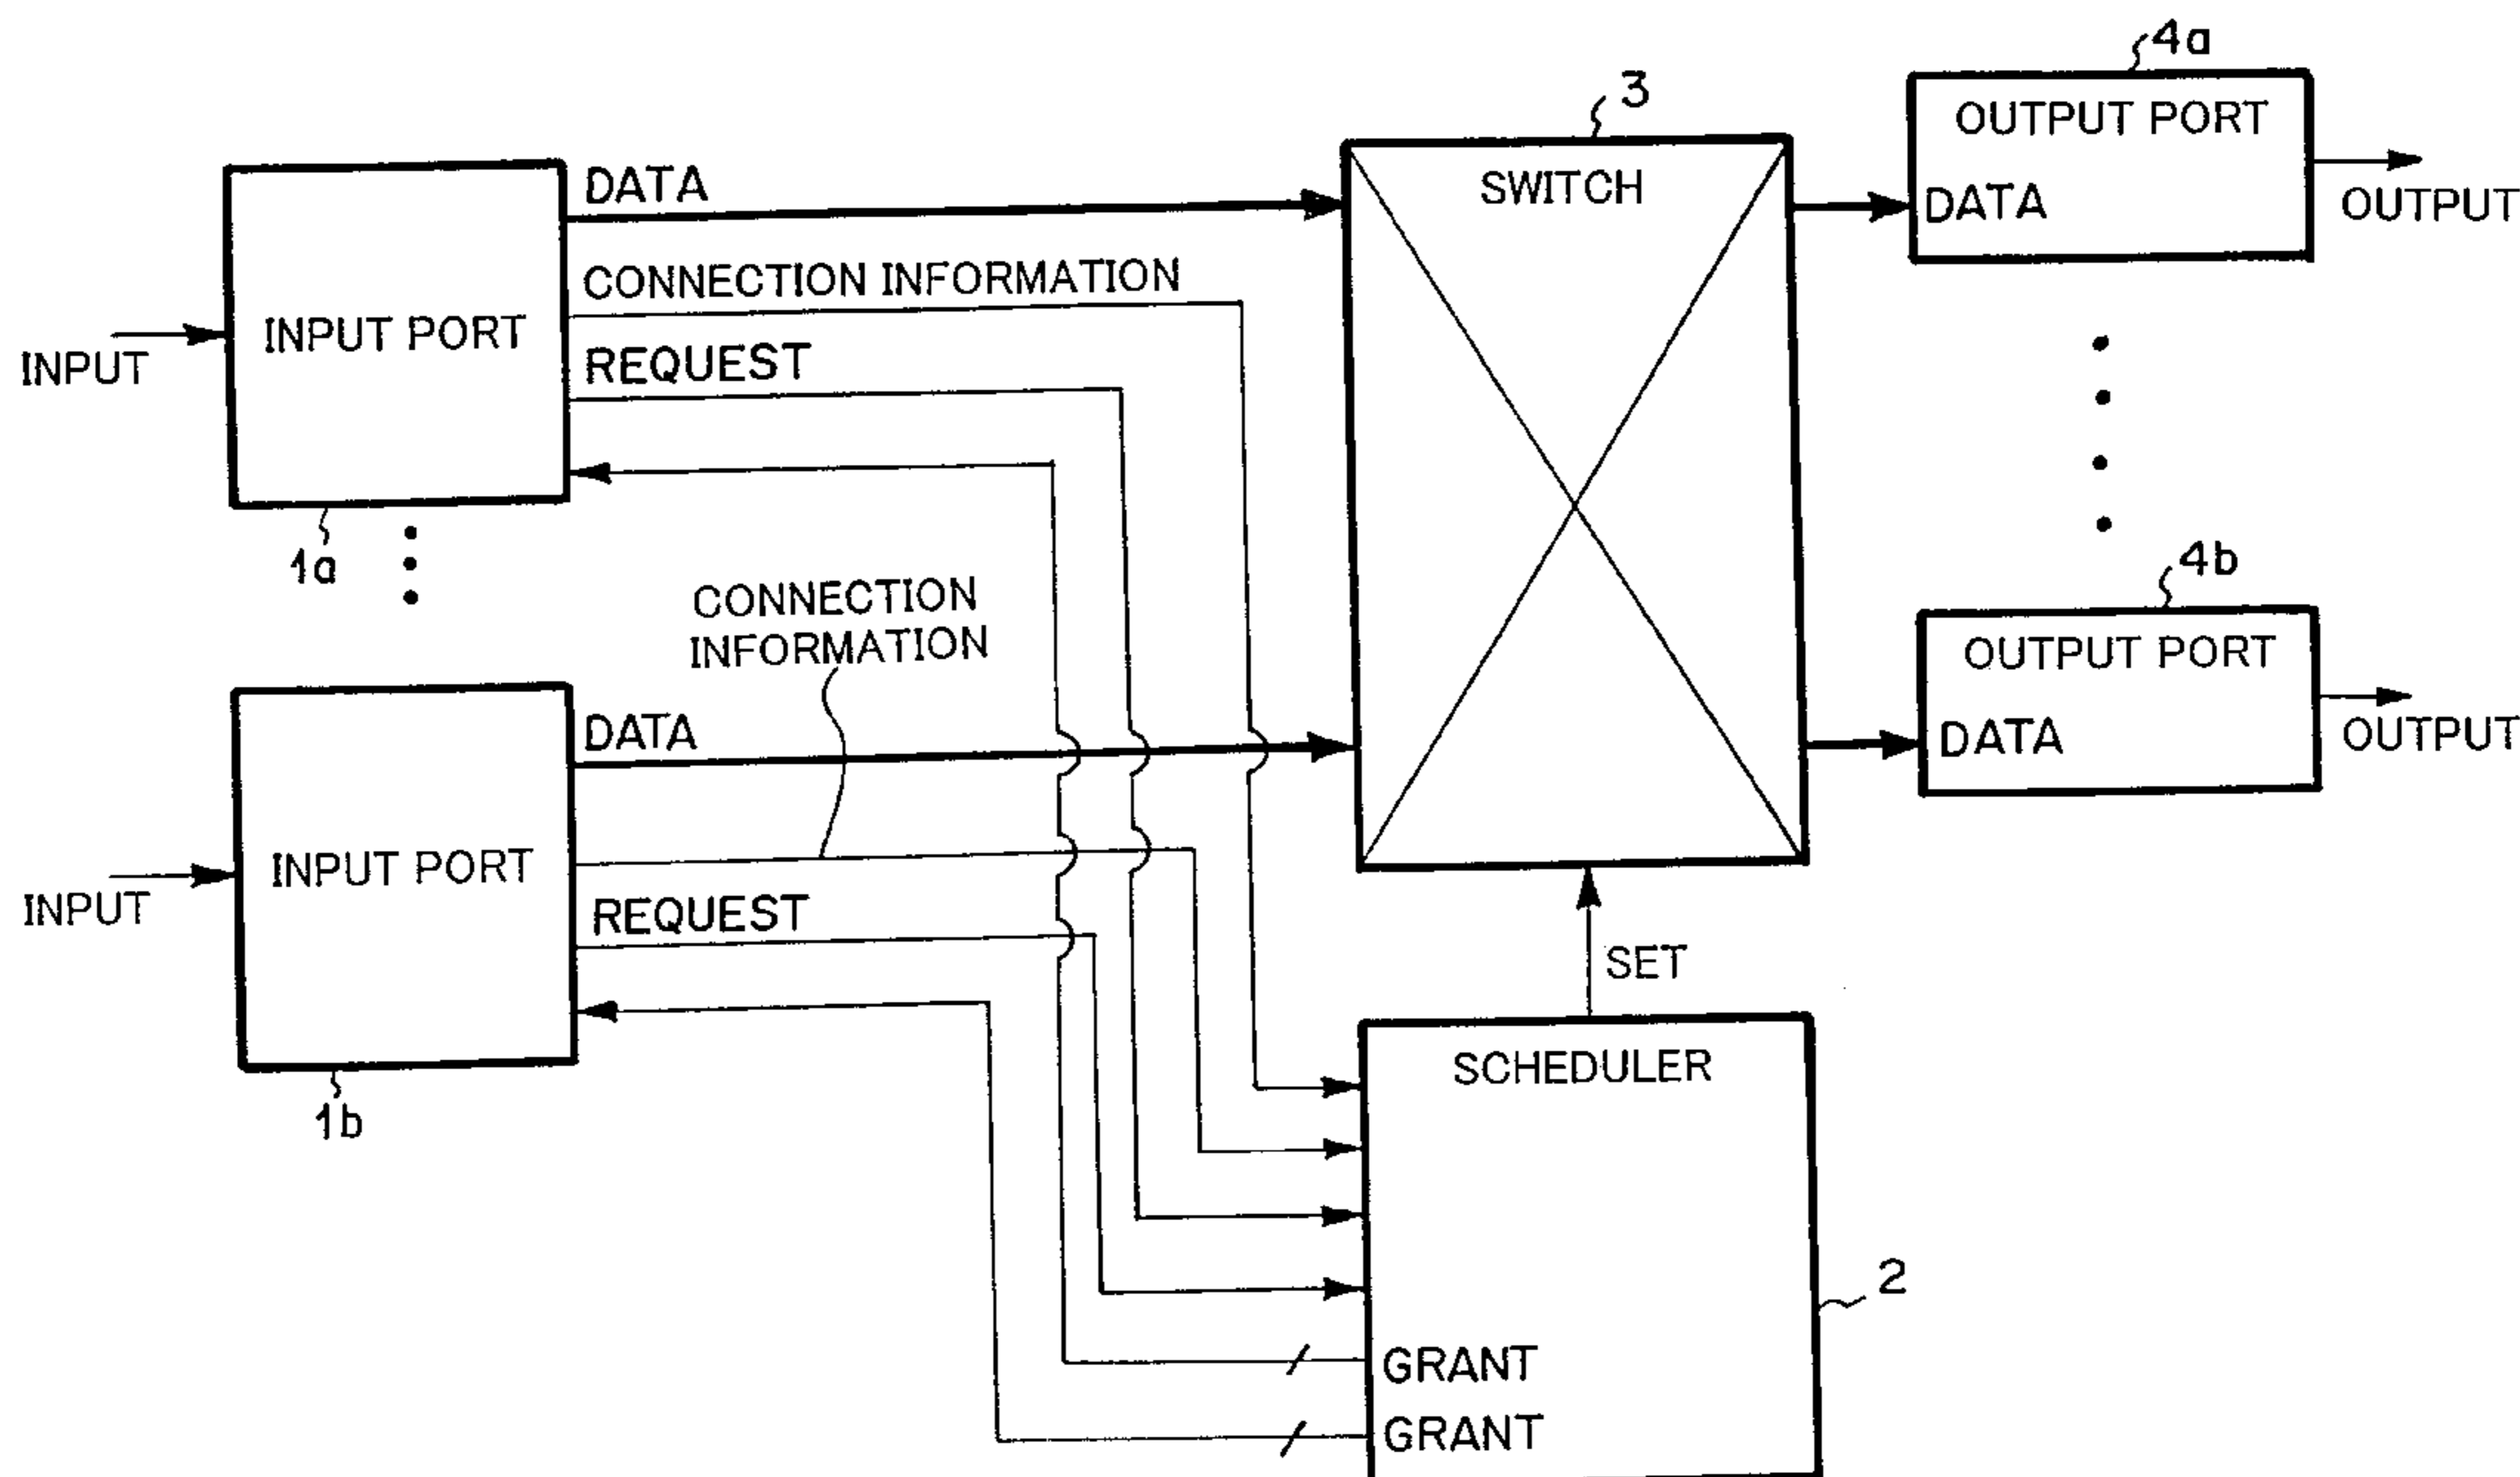 4a
3
OUTPUT PORT
DATA
OUTPUT
SWITCH
DATA
CONNECTION INFORMATION
REQUEST
INPUT PORT
INPUT
1a
4b
OUTPUT PORT
DATA
OUTPUT
CONNECTION
INFORMATION
DATA
INPUT PORT
INPUT
REQUEST
1b
SET
SCHEDULER
2
GRANT
GRANT